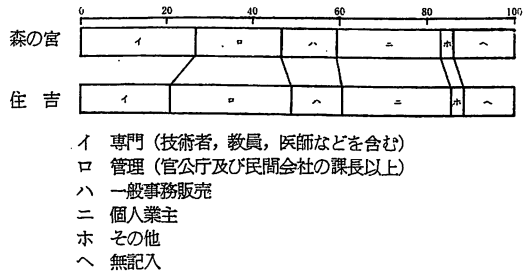 0 20 40 60 80 100
森の宮 イ ロ ハ ニ ホ ヘ
住吉 イ ロ ハ ニ ホ ヘ
イ 専門（技術者，教員，医師などを含む）
ロ 管理（官公庁及び民間会社の課長以上）
ハ 一般事務販売
ニ 個人業主
ホ その他
ヘ 無記入